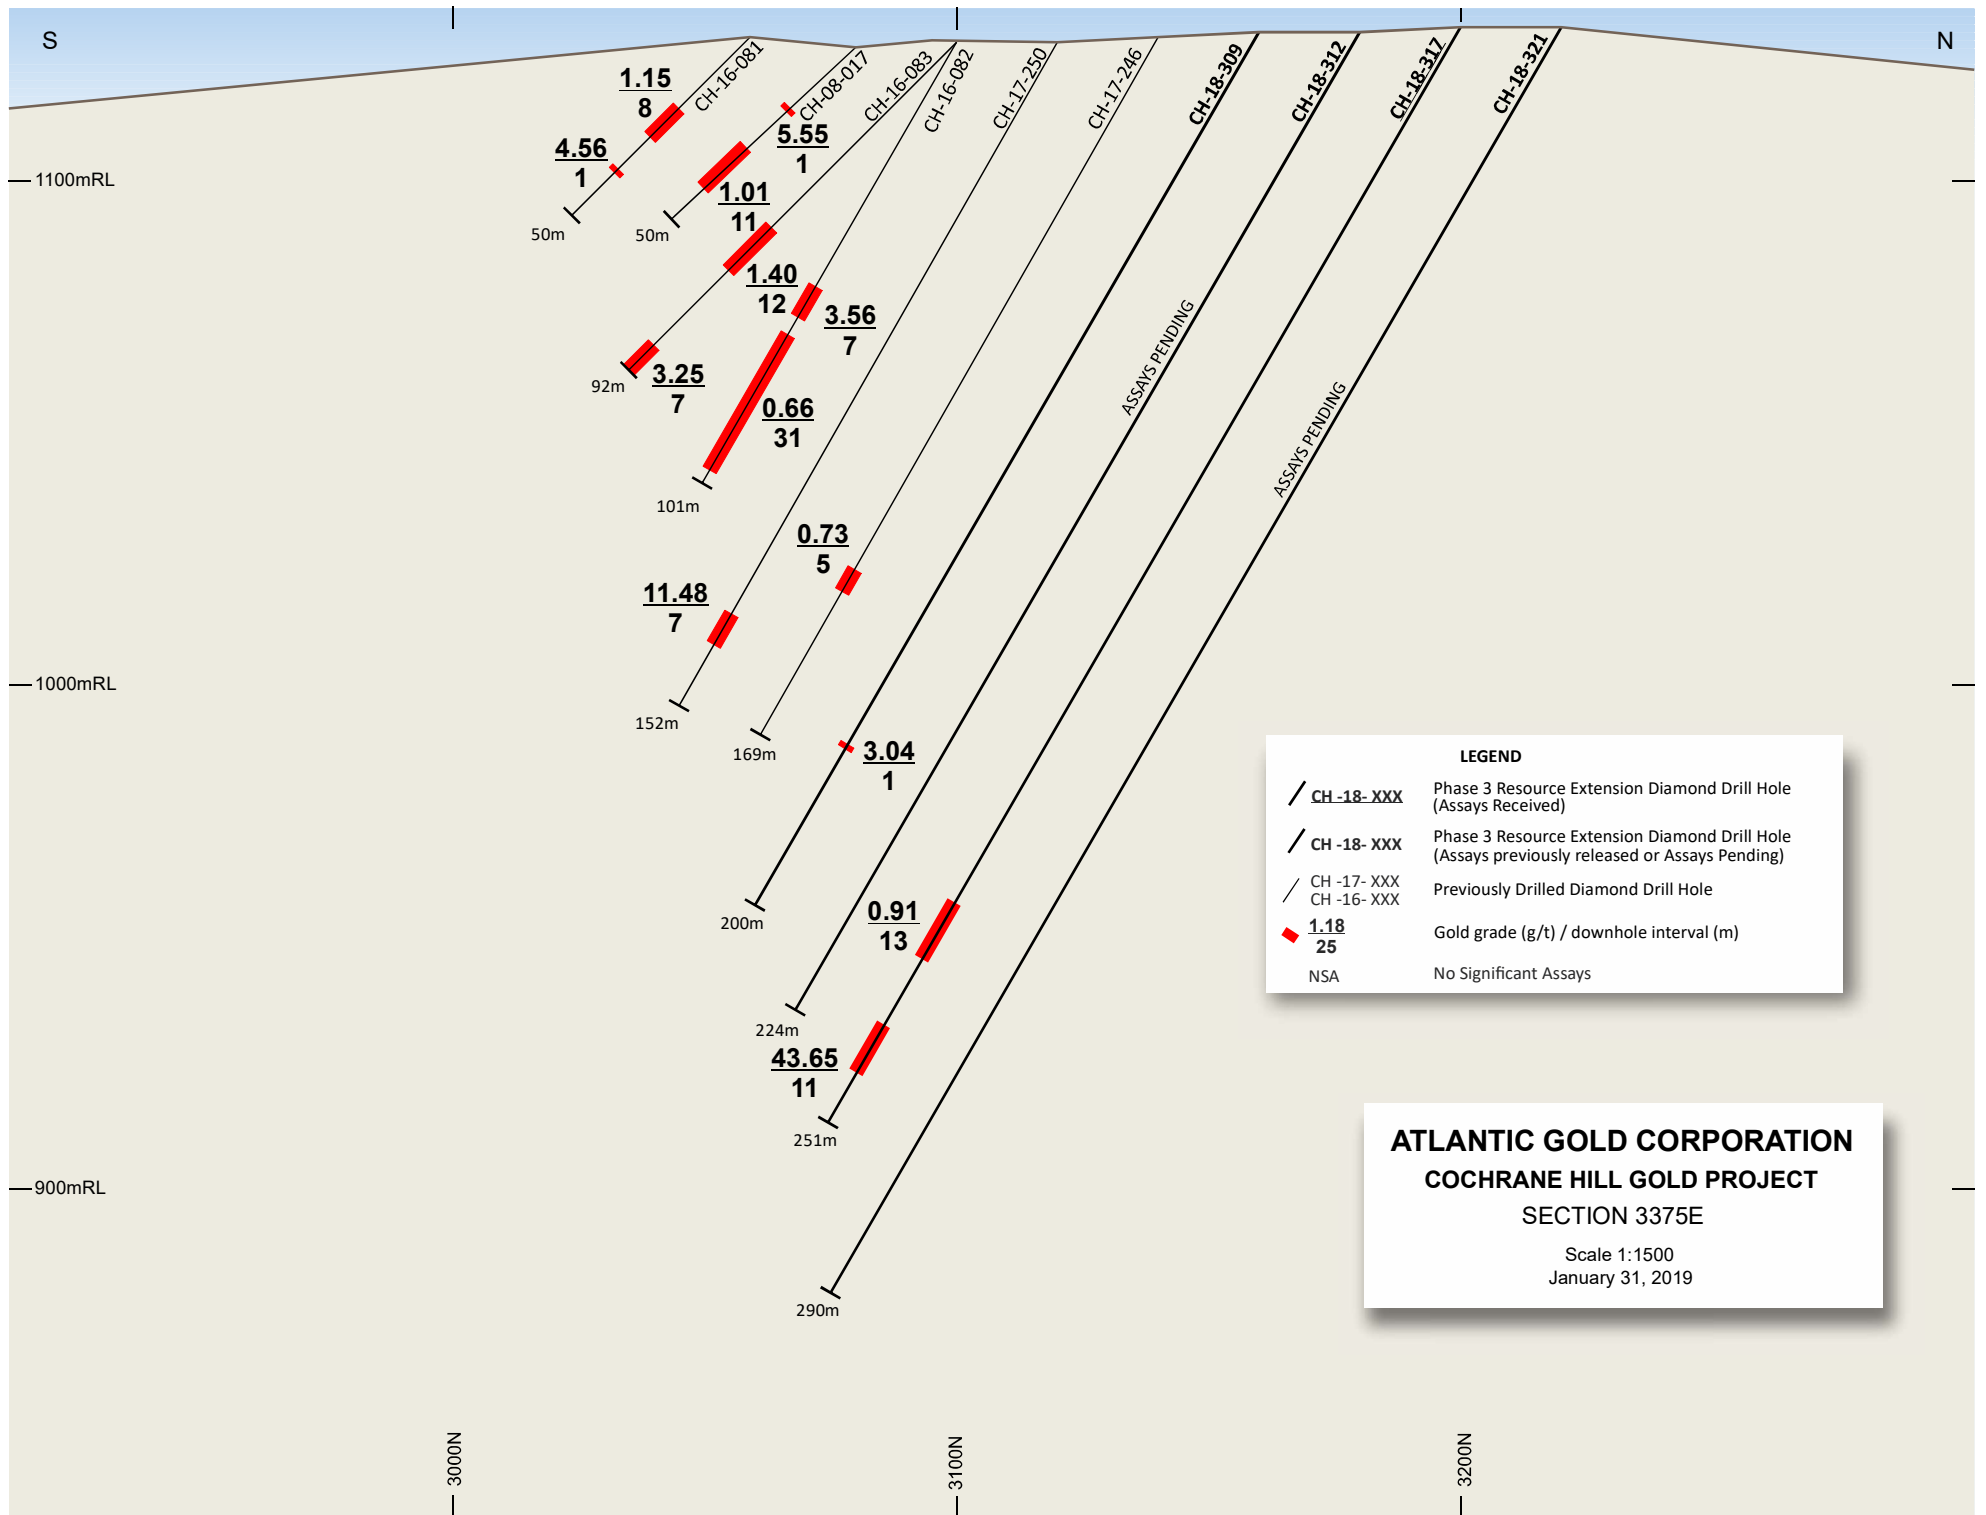 S
N
CH-16-081
CH-08-017
CH-16-083
CH-16-082
CH-17-250
CH-17-246
CH-18-309
CH-18-312
CH-18-317
CH-18-321
1.15
8
4.56
1
5.55
1
1100mRL
1.01
11
50m
50m
1.40
12
3.56
7
92m
3.25
7
0.66
31
ASSAYS PENDING
ASSAYS PENDING
101m
0.73
5
11.48
7
1000mRL
152m
169m
3.04
1
200m
0.91
13
224m
43.65
11
251m
900mRL
290m
LEGEND
CH -18- XXX
Phase 3 Resource Extension Diamond Drill Hole
(Assays Received)
CH -18- XXX
Phase 3 Resource Extension Diamond Drill Hole
(Assays previously released or Assays Pending)
CH -17- XXX
CH -16- XXX
Previously Drilled Diamond Drill Hole
1.18
25
Gold grade (g/t) / downhole interval (m)
NSA
No Significant Assays
ATLANTIC GOLD CORPORATION
COCHRANE HILL GOLD PROJECT
SECTION 3375E
Scale 1:1500
January 31, 2019
3000N
3100N
3200N